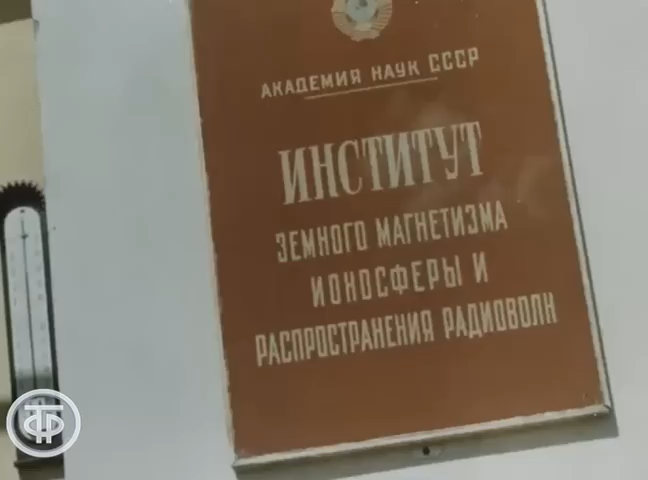 АКАДЕМИЯ НАУК СССР
ИНСТИТУТ
ЗЕМНОГО МАГНЕТИЗМА
ИОНОСФЕРЫ И
РАСПРОСТРАНЕНИЯ РАДИОВОЛН